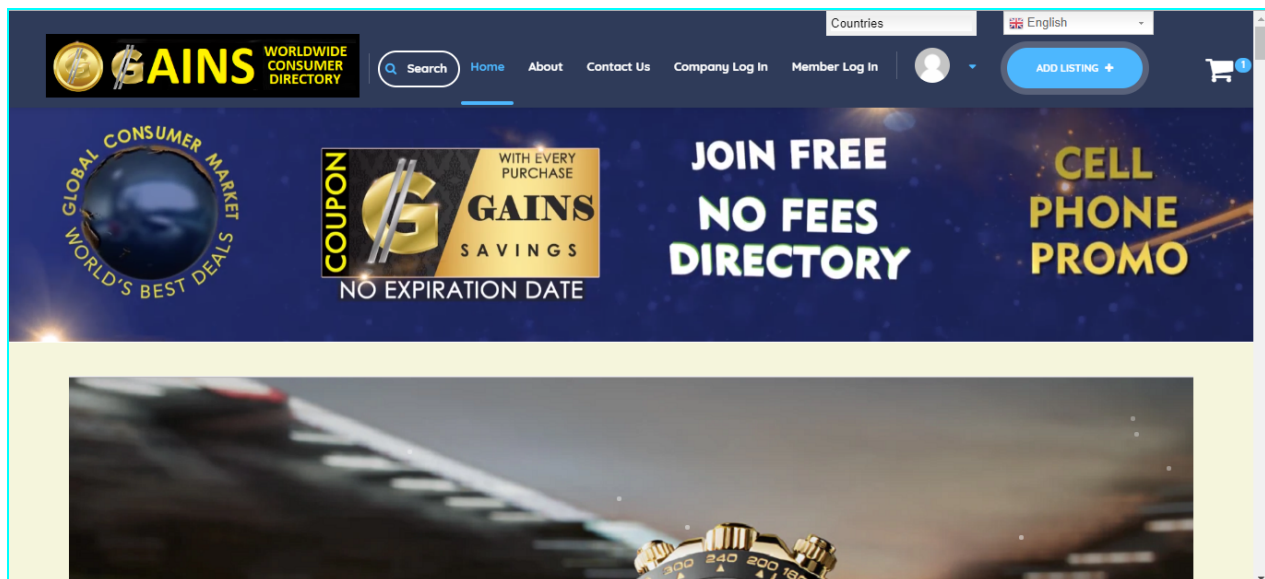 Countries
English
GAINS
WORLDWIDE
CONSUMER
DIRECTORY
Search
Home
About
Contact Us
Company Log In
Member Log In
ADD LISTING +
1
GLOBAL CONSUMER MARKET
WORLD'S BEST DEALS
COUPON
WITH EVERY
PURCHASE
G
GAINS
SAVINGS
NO EXPIRATION DATE
JOIN FREE
NO FEES
DIRECTORY
CELL
PHONE
PROMO
300 240 200 180